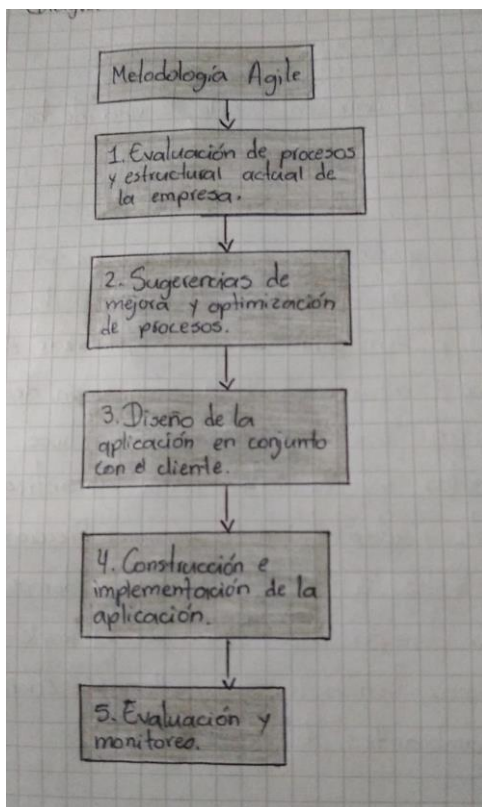 Metodología Agile
1. Evaluación de procesos
y estructural actual de
la empresa.
2. Sugerencias de
mejora y optimización
de procesos.
3. Diseño de la
aplicación en conjunto
con el cliente.
4. Construcción e
implementación de la
aplicación.
5. Evaluación y
monitoreo.